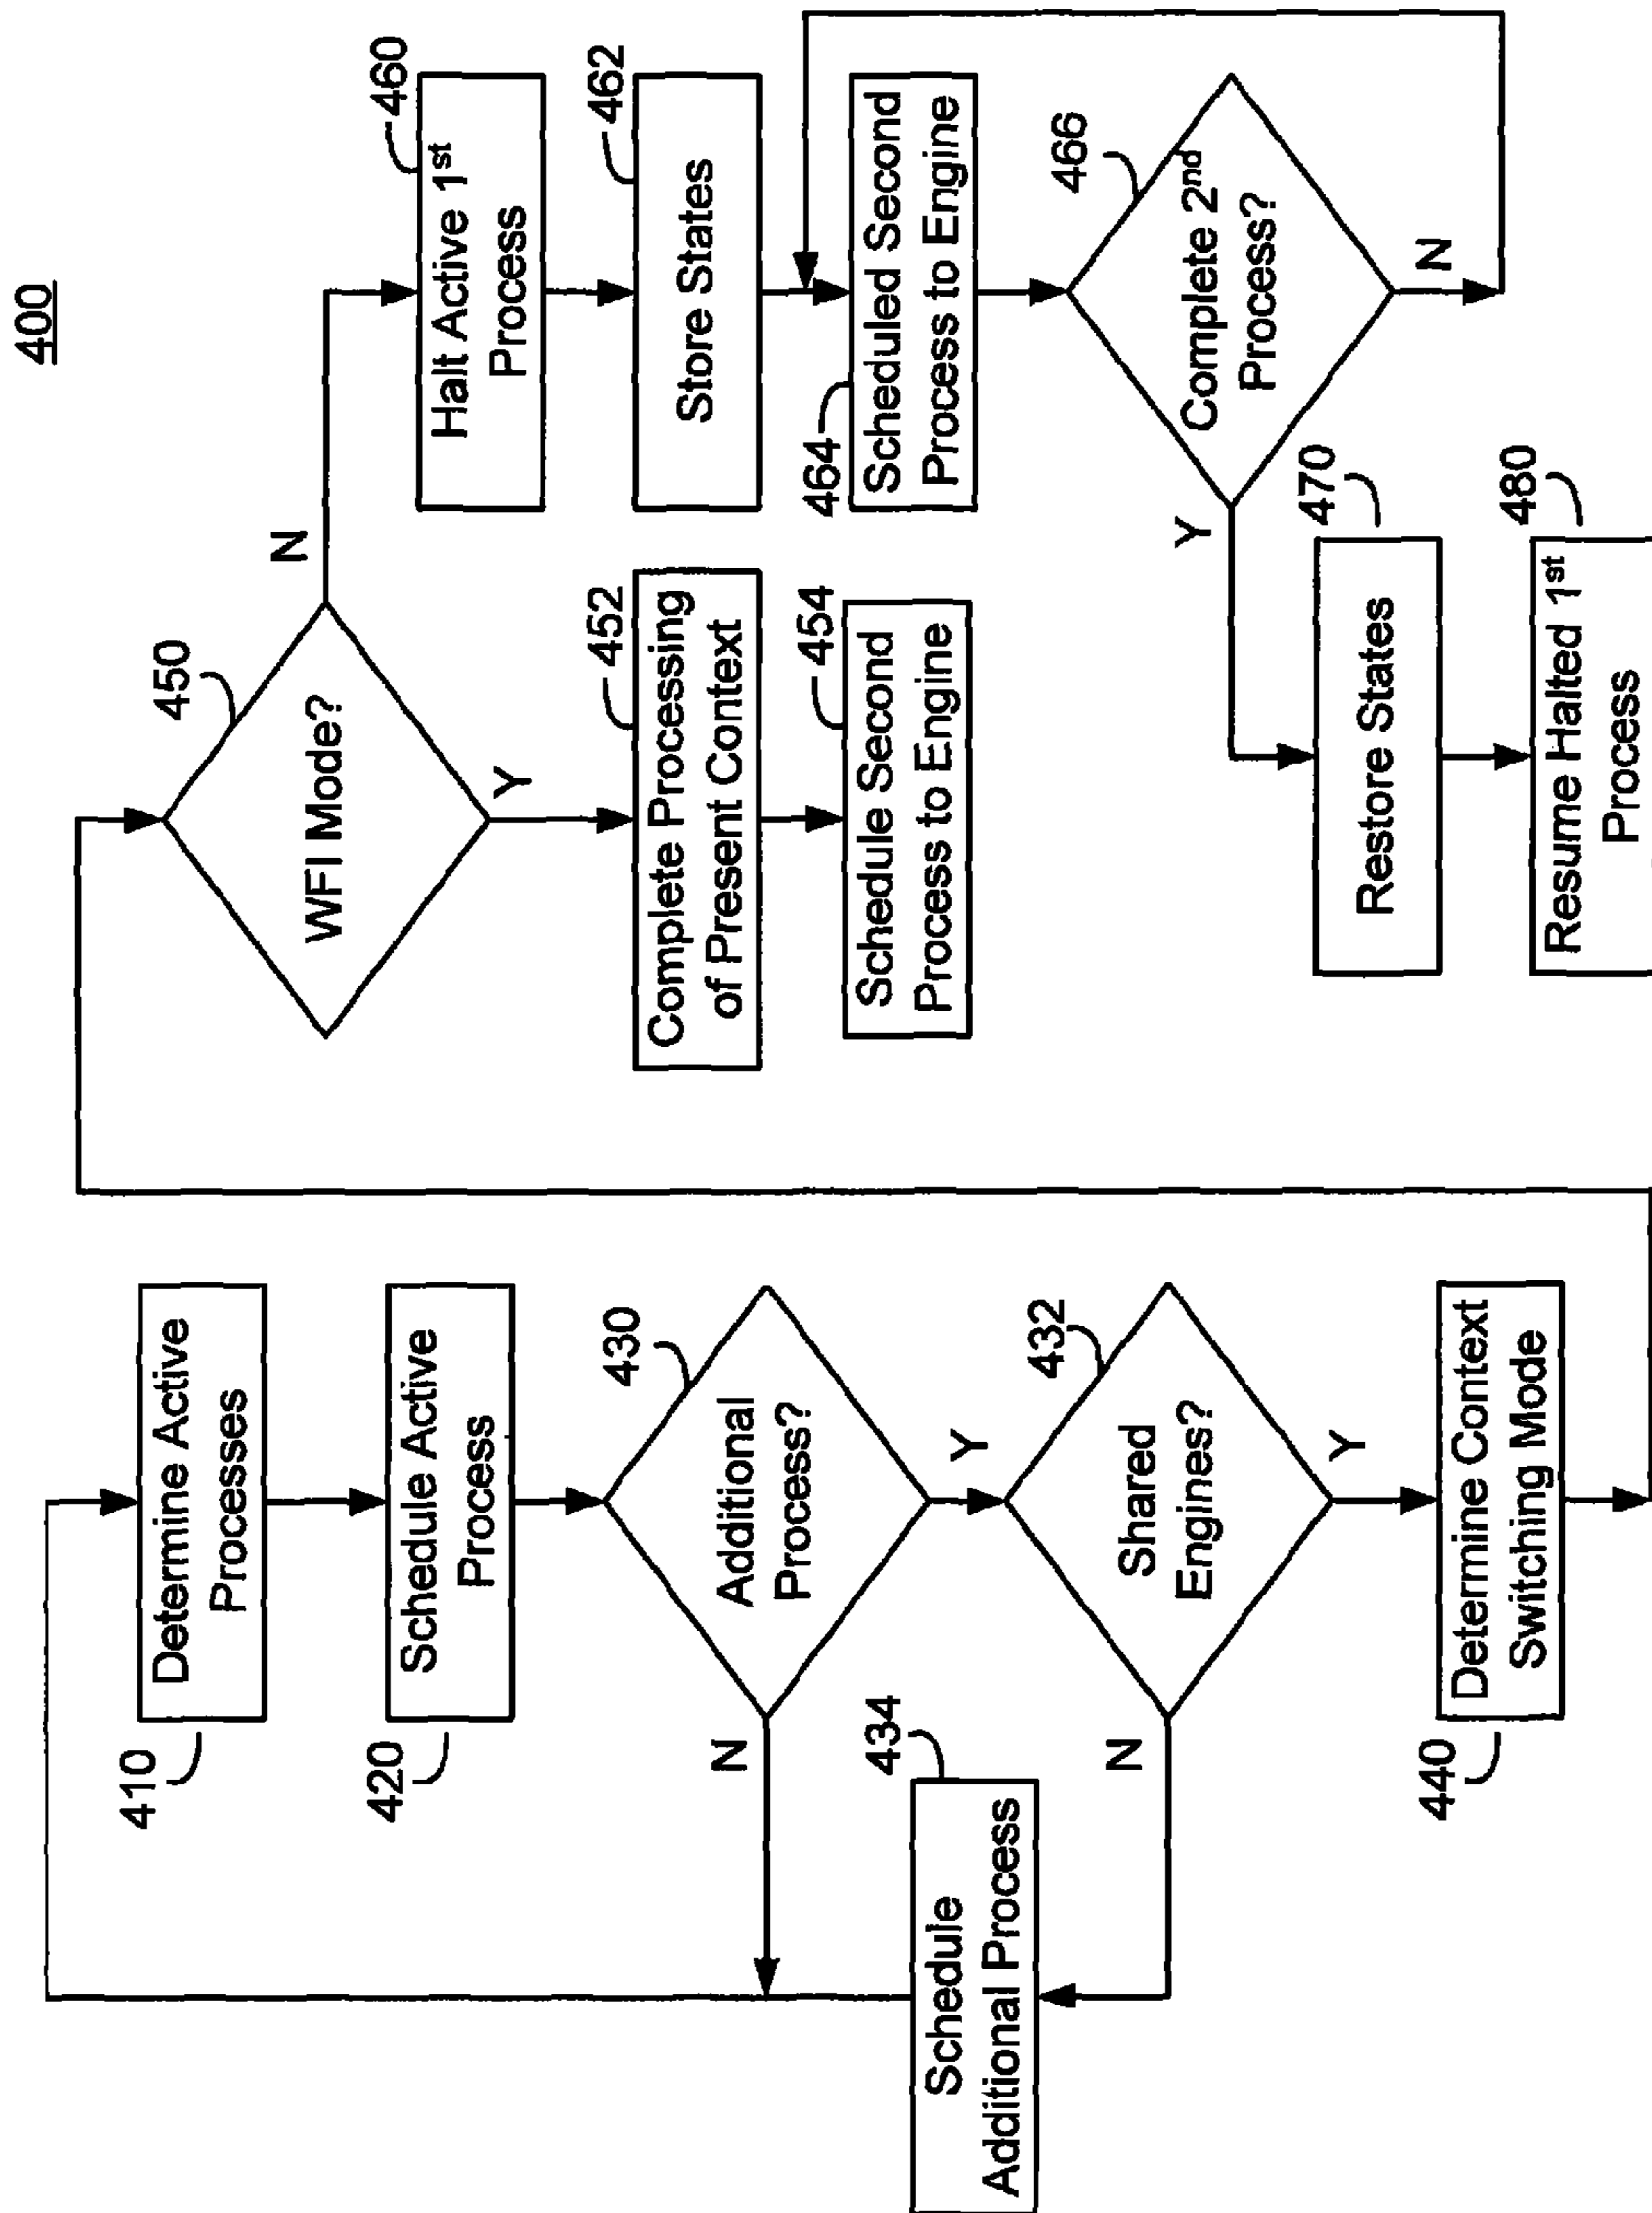 400
410
Determine Active
Processes
420
Schedule Active
Process
430
Additional
Process?
N
Y
432
Shared
Engines?
N
Y
434
Schedule
Additional Process
440
Determine Context
Switching Mode
450
WFI Mode?
N
Y
452
Complete Processing
of Present Context
454
Schedule Second
Process to Engine
460
Halt Active 1st
Process
462
Store States
464
Scheduled Second
Process to Engine
466
Complete 2nd
Process?
Y
N
470
Restore States
480
Resume Halted 1st
Process